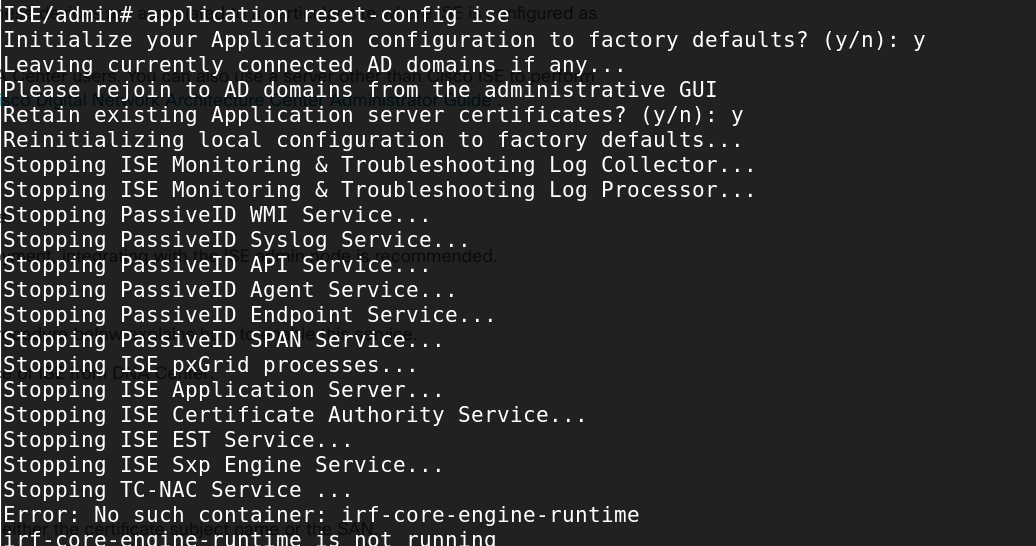 ISE/admin# application reset-config ise
Initialize your Application configuration to factory defaults? (y/n): y
Leaving currently connected AD domains if any...
Please rejoin to AD domains from the administrative GUI
Retain existing Application server certificates? (y/n): y
Reinitializing local configuration to factory defaults...
Stopping ISE Monitoring & Troubleshooting Log Collector...
Stopping ISE Monitoring & Troubleshooting Log Processor...
Stopping PassiveID WMI Service...
Stopping PassiveID Syslog Service...
Stopping PassiveID API Service...
Stopping PassiveID Agent Service...
Stopping PassiveID Endpoint Service...
Stopping PassiveID SPAN Service...
Stopping ISE pxGrid processes...
Stopping ISE Application Server...
Stopping ISE Certificate Authority Service...
Stopping ISE EST Service...
Stopping ISE Sxp Engine Service...
Stopping TC-NAC Service ...
Error: No such container: irf-core-engine-runtime
irf-core-engine-runtime is not running